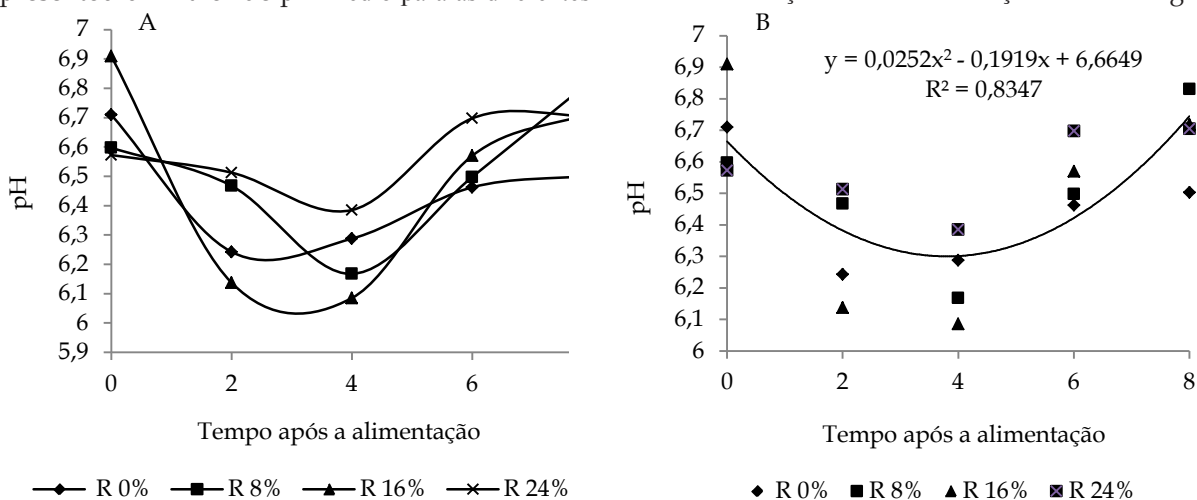 A
7
6,9
6,8
6,7
6,6
6,5
6,4
6,3
6,2
6,1
6
5,9
pH
0 2 4 6
Tempo após a alimentação
R 0% R 8% R 16% R 24%
B
y = 0,0252x² - 0,1919x + 6,6649
R² = 0,8347
7
6,9
6,8
6,7
6,6
6,5
6,4
6,3
6,2
6,1
6
pH
0 2 4 6 8
Tempo após a alimentação
R 0% R 8% R 16% R 24%